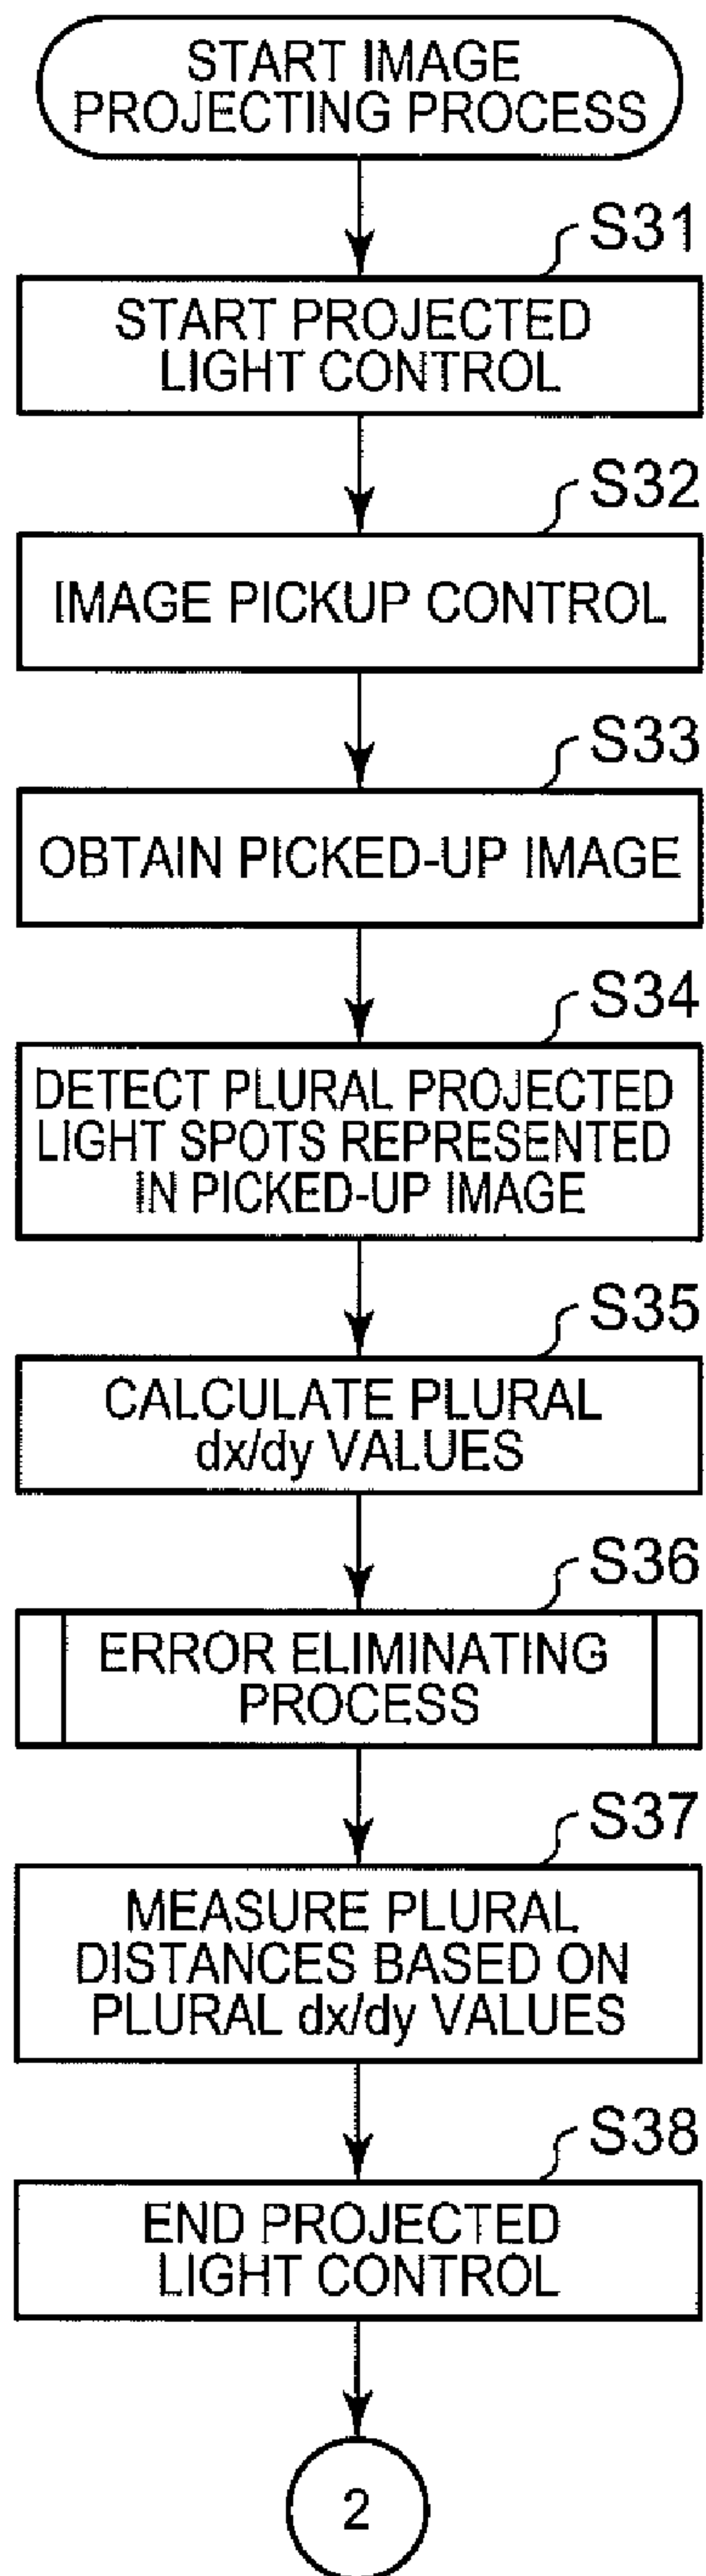 START IMAGE
PROJECTING PROCESS
S31
START PROJECTED
LIGHT CONTROL
S32
IMAGE PICKUP CONTROL
S33
OBTAIN PICKED-UP IMAGE
S34
DETECT PLURAL PROJECTED
LIGHT SPOTS REPRESENTED
IN PICKED-UP IMAGE
S35
CALCULATE PLURAL
dx/dy VALUES
S36
ERROR ELIMINATING
PROCESS
S37
MEASURE PLURAL
DISTANCES BASED ON
PLURAL dx/dy VALUES
S38
END PROJECTED
LIGHT CONTROL
2